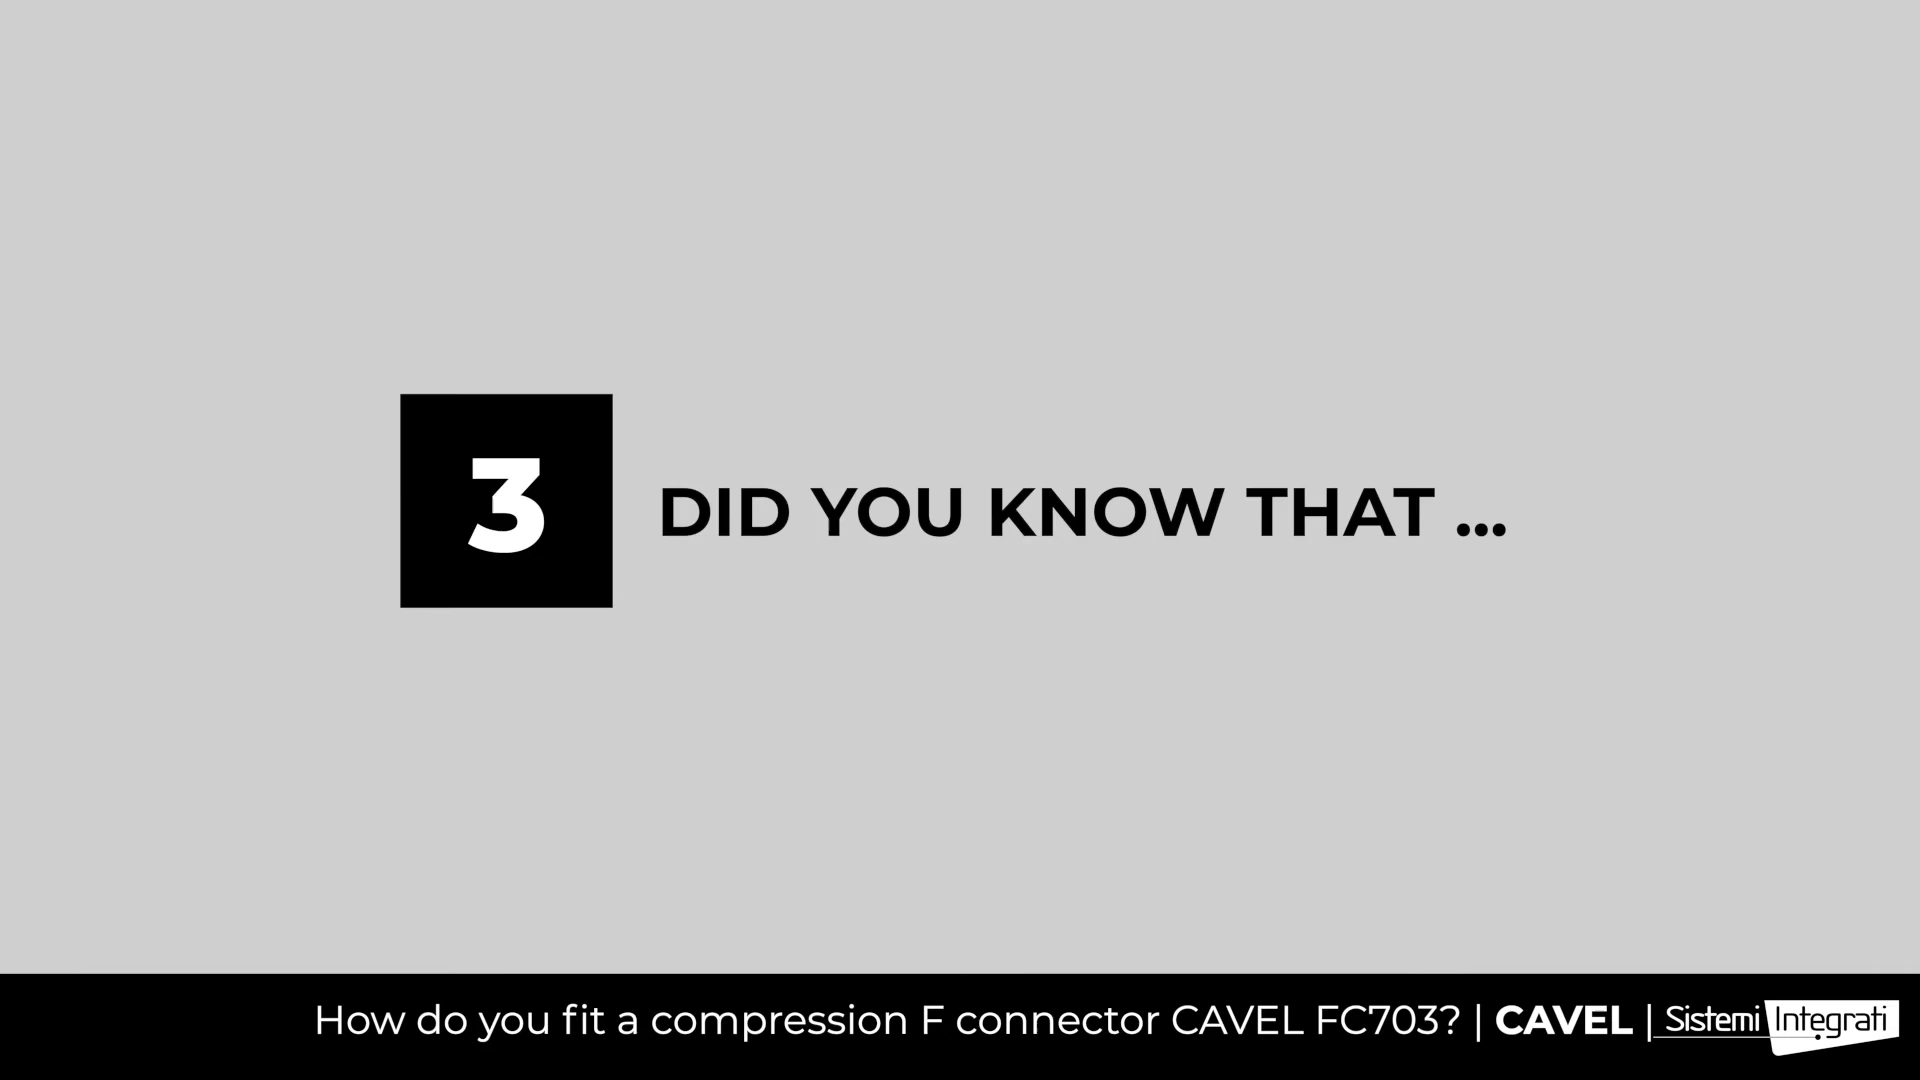 3
DID YOU KNOW THAT ...
How do you fit a compression F connector CAVEL FC703? | CAVEL | Sistemi Integrati